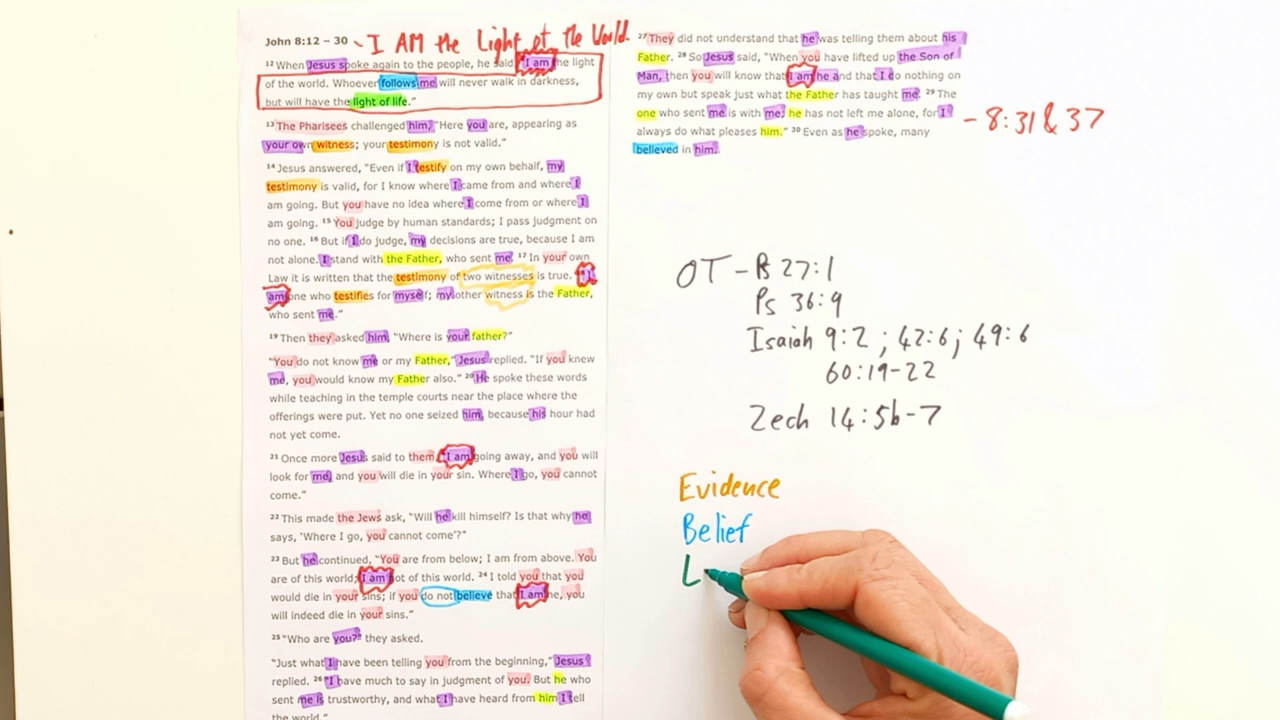 John 8:12 – 30 - I AM the Light of the World.
¹² When Jesus spoke again to the people, he said, "I am the light
of the world. Whoever follows me will never walk in darkness,
but will have the light of life."
¹³ The Pharisees challenged him, "Here you are, appearing as
your own witness; your testimony is not valid."
¹⁴ Jesus answered, "Even if I testify on my own behalf, my
testimony is valid, for I know where I came from and where I
am going. But you have no idea where I come from or where I
am going. ¹⁵ You judge by human standards; I pass judgment on
no one. ¹⁶ But if I do judge, my decisions are true, because I am
not alone. I stand with the Father, who sent me. ¹⁷ In your own
Law it is written that the testimony of two witnesses is true. ¹⁸ I
am one who testifies for myself; my other witness is the Father,
who sent me."
¹⁹ Then they asked him, "Where is your father?"
"You do not know me or my Father," Jesus replied. "If you knew
me, you would know my Father also." ²⁰ He spoke these words
while teaching in the temple courts near the place where the
offerings were put. Yet no one seized him, because his hour had
not yet come.
²¹ Once more Jesus said to them, "I am going away, and you will
look for me, and you will die in your sin. Where I go, you cannot
come."
²² This made the Jews ask, "Will he kill himself? Is that why he
says, 'Where I go, you cannot come'?"
²³ But he continued, "You are from below; I am from above. You
are of this world; I am not of this world. ²⁴ I told you that you
would die in your sins; if you do not believe that I am he, you
will indeed die in your sins."
²⁵ "Who are you?" they asked.
"Just what I have been telling you from the beginning," Jesus
replied. ²⁶ "I have much to say in judgment of you. But he who
sent me is trustworthy, and what I have heard from him I tell
the world."
²⁷ They did not understand that he was telling them about his
Father. ²⁸ So Jesus said, "When you have lifted up the Son of
Man, then you will know that I am he and that I do nothing on
my own but speak just what the Father has taught me. ²⁹ The
one who sent me is with me; he has not left me alone, for I
always do what pleases him." ³⁰ Even as he spoke, many
believed in him.
- 8:31 & 37
OT - Ps 27:1
Ps 36:9
Isaiah 9:2 ; 42:6 ; 49:6
60:19-22
Zech 14:5b-7
Evidence
Belief
L